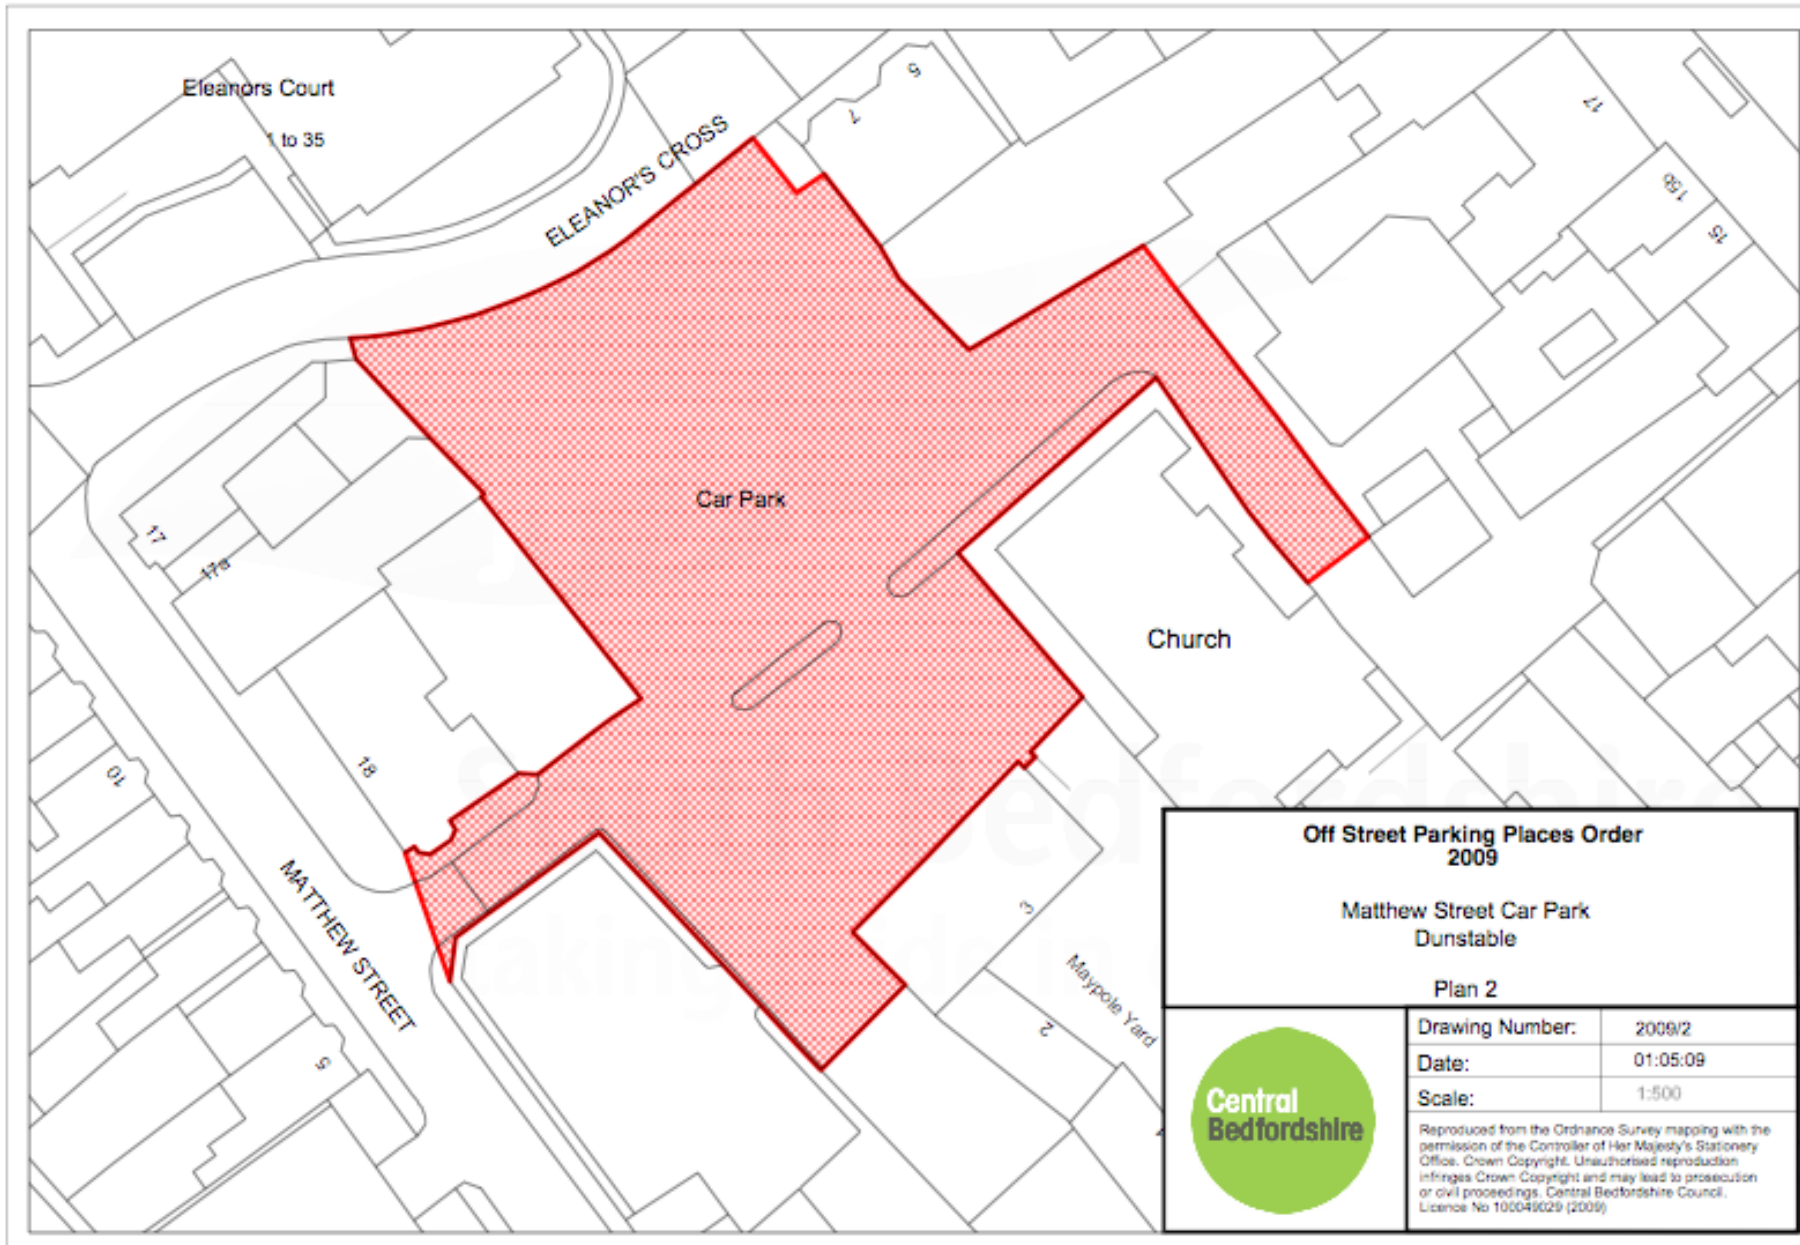 Eleanors Court
1 to 35
ELEANOR'S CROSS
7
5
17
15b
15
Car Park
17
17a
18
10
Church
MATTHEW STREET
5
3
2
Maypole Yard
Off Street Parking Places Order
2009
Matthew Street Car Park
Dunstable
Plan 2
Drawing Number: 2009/2
Date: 01:05:09
Scale: 1:500
Central
Bedfordshire
Reproduced from the Ordnance Survey mapping with the
permission of the Controller of Her Majesty's Stationery
Office. Crown Copyright. Unauthorised reproduction
infringes Crown Copyright and may lead to prosecution
or civil proceedings. Central Bedfordshire Council.
Licence No 100049029 (2009)